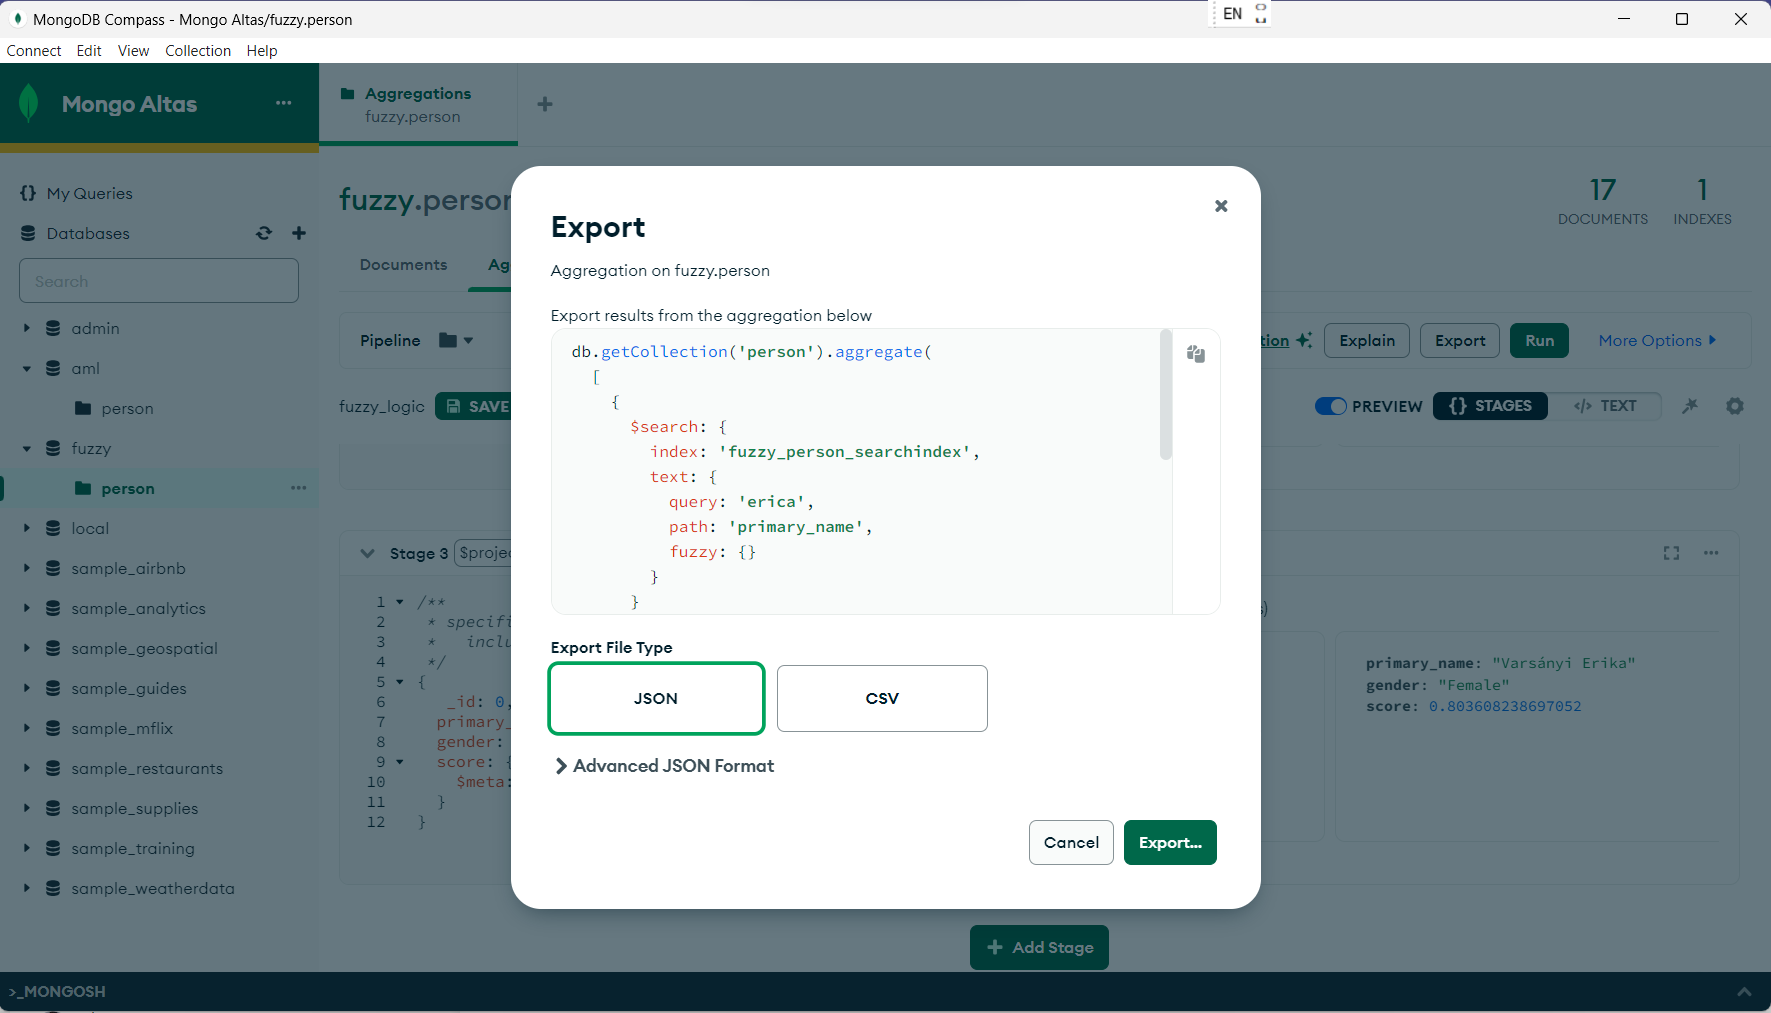 MongoDB Compass - Mongo Altas/fuzzy.person
EN
Connect Edit View Collection Help
Mongo Altas
Aggregations
fuzzy.person
My Queries
Databases
Search
admin
aml
person
fuzzy
person
local
sample_airbnb
sample_analytics
sample_geospatial
sample_guides
sample_mflix
sample_restaurants
sample_supplies
sample_training
sample_weatherdata
fuzzy.person
17
DOCUMENTS
1
INDEXES
Documents
Pipeline
Explain
Export
Run
More Options
fuzzy_logic
SAVE
PREVIEW
{} STAGES
</> TEXT
Stage 3
1 /**
2 *
3 *
4 */
5 {
6 _id: 0,
7 primary_
8 gender:
9 score: {
10 $meta:
11 }
12 }
primary_name: "Varsányi Erika"
gender: "Female"
score: 0.803608238697052
Export
Aggregation on fuzzy.person
Export results from the aggregation below
db.getCollection('person').aggregate(
[
{
$search: {
index: 'fuzzy_person_searchindex',
text: {
query: 'erica',
path: 'primary_name',
fuzzy: {}
}
}
Export File Type
JSON
CSV
Advanced JSON Format
Cancel
Export...
Add Stage
>_MONGOSH